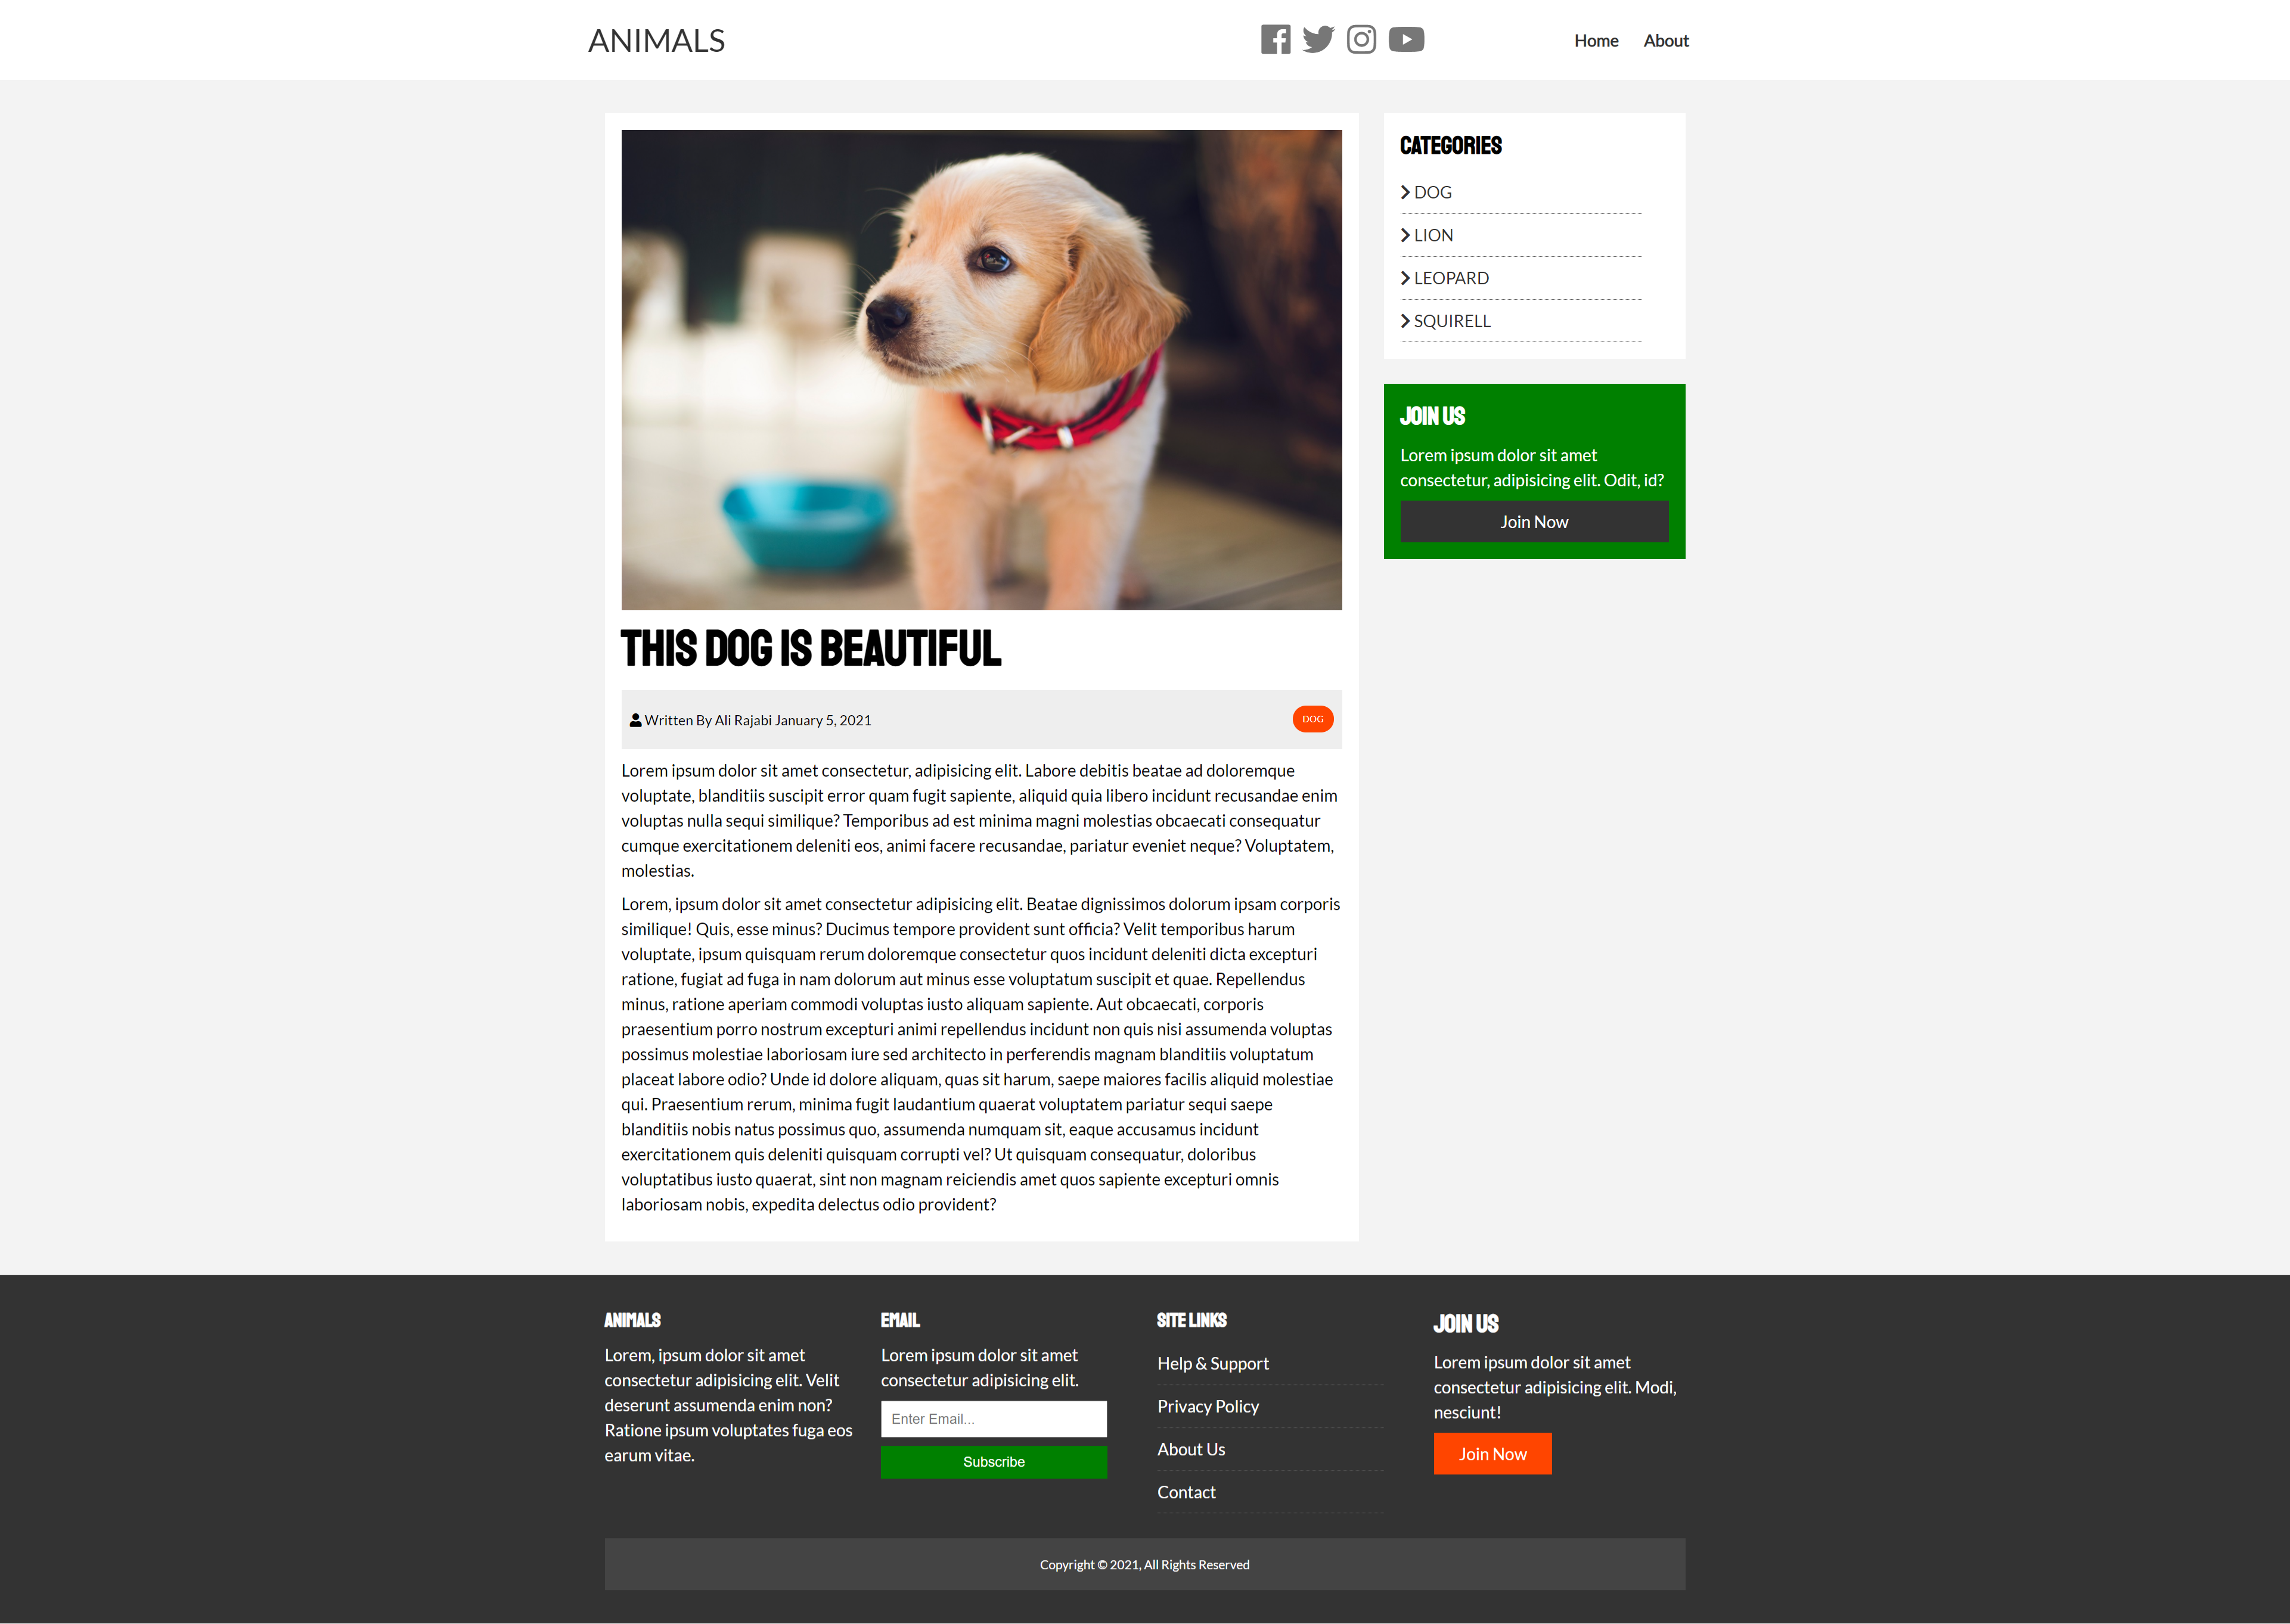 ANIMALS
Home
About
THIS DOG IS BEAUTIFUL
Written By Ali Rajabi January 5, 2021
DOG
Lorem ipsum dolor sit amet consectetur, adipisicing elit. Labore debitis beatae ad doloremque
voluptate, blanditiis suscipit error quam fugit sapiente, aliquid quia libero incidunt recusandae enim
voluptas nulla sequi similique? Temporibus ad est minima magni molestias obcaecati consequatur
cumque exercitationem deleniti eos, animi facere recusandae, pariatur eveniet neque? Voluptatem,
molestias.
Lorem, ipsum dolor sit amet consectetur adipisicing elit. Beatae dignissimos dolorum ipsam corporis
similique! Quis, esse minus? Ducimus tempore provident sunt officia? Velit temporibus harum
voluptate, ipsum quisquam rerum doloremque consectetur quos incidunt deleniti dicta excepturi
ratione, fugiat ad fuga in nam dolorum aut minus esse voluptatum suscipit et quae. Repellendus
minus, ratione aperiam commodi voluptas iusto aliquam sapiente. Aut obcaecati, corporis
praesentium porro nostrum excepturi animi repellendus incidunt non quis nisi assumenda voluptas
possimus molestiae laboriosam iure sed architecto in perferendis magnam blanditiis voluptatum
placeat labore odio? Unde id dolore aliquam, quas sit harum, saepe maiores facilis aliquid molestiae
qui. Praesentium rerum, minima fugit laudantium quaerat voluptatem pariatur sequi saepe
blanditiis nobis natus possimus quo, assumenda numquam sit, eaque accusamus incidunt
exercitationem quis deleniti quisquam corrupti vel? Ut quisquam consequatur, doloribus
voluptatibus iusto quaerat, sint non magnam reiciendis amet quos sapiente excepturi omnis
laboriosam nobis, expedita delectus odio provident?
CATEGORIES
DOG
LION
LEOPARD
SQUIRELL
JOIN US
Lorem ipsum dolor sit amet
consectetur, adipisicing elit. Odit, id?
Join Now
ANIMALS
Lorem, ipsum dolor sit amet
consectetur adipisicing elit. Velit
deserunt assumenda enim non?
Ratione ipsum voluptates fuga eos
earum vitae.
EMAIL
Lorem ipsum dolor sit amet
consectetur adipisicing elit.
Enter Email...
Subscribe
SITE LINKS
Help & Support
Privacy Policy
About Us
Contact
JOIN US
Lorem ipsum dolor sit amet
consectetur adipisicing elit. Modi,
nesciunt!
Join Now
Copyright © 2021, All Rights Reserved